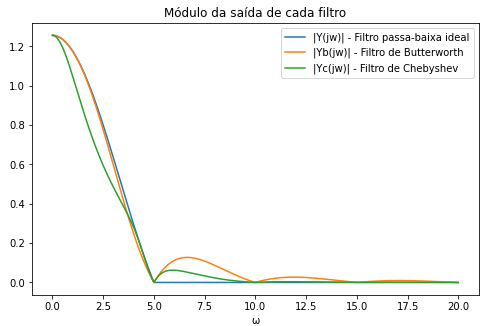 Módulo da saída de cada filtro
|Y(jw)| - Filtro passa-baixa ideal
|Yb(jw)| - Filtro de Butterworth
|Yc(jw)| - Filtro de Chebyshev
1.2
1.0
0.8
0.6
0.4
0.2
0.0
0.0 2.5 5.0 7.5 10.0 12.5 15.0 17.5 20.0
ω